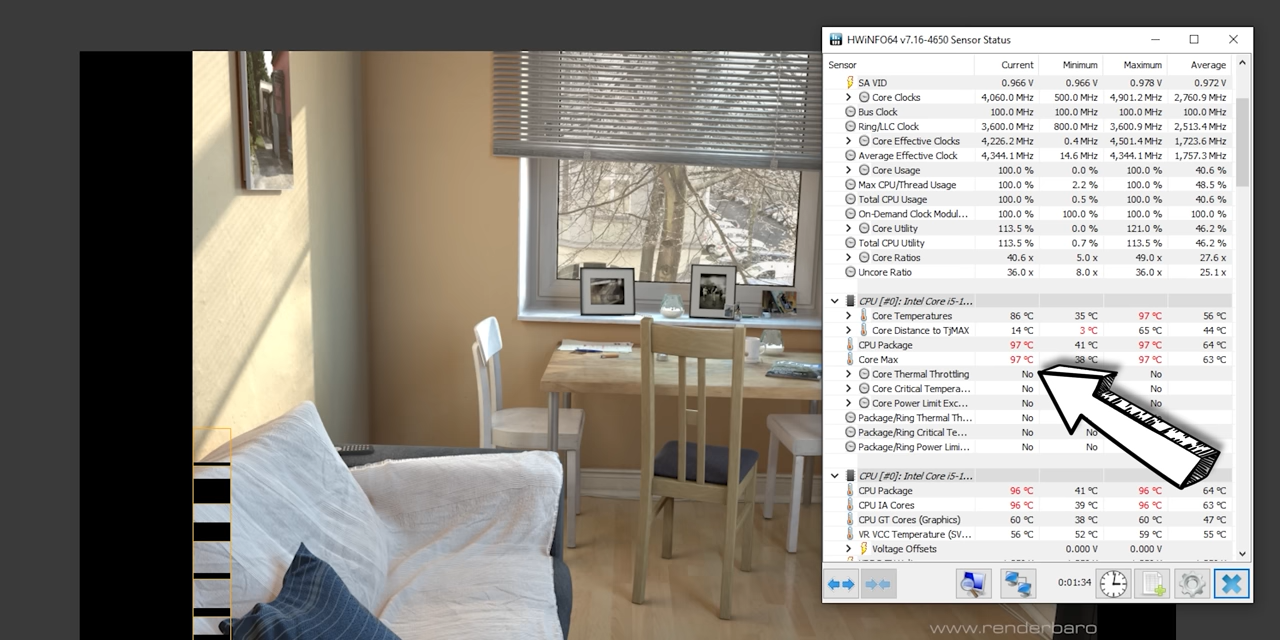 HWiNFO64 v7.16-4650 Sensor Status
Sensor Current Minimum Maximum Average
SA VID 0.966 V 0.966 V 0.978 V 0.972 V
Core Clocks 4,060.0 MHz 500.0 MHz 4,901.2 MHz 2,760.9 MHz
Bus Clock 100.0 MHz 100.0 MHz 100.0 MHz 100.0 MHz
Ring/LLC Clock 3,600.0 MHz 800.0 MHz 3,600.9 MHz 2,513.4 MHz
Core Effective Clocks 4,226.2 MHz 0.4 MHz 4,501.4 MHz 1,723.6 MHz
Average Effective Clock 4,344.1 MHz 14.6 MHz 4,344.1 MHz 1,757.3 MHz
Core Usage 100.0 % 0.0 % 100.0 % 40.6 %
Max CPU/Thread Usage 100.0 % 2.2 % 100.0 % 48.5 %
Total CPU Usage 100.0 % 0.5 % 100.0 % 40.6 %
On-Demand Clock Modul... 100.0 % 100.0 % 100.0 % 100.0 %
Core Utility 113.5 % 0.0 % 121.0 % 46.2 %
Total CPU Utility 113.5 % 0.7 % 113.5 % 46.2 %
Core Ratios 40.6 x 5.0 x 49.0 x 27.6 x
Uncore Ratio 36.0 x 8.0 x 36.0 x 25.1 x
CPU [#0]: Intel Core i5-1...
Core Temperatures 86 °C 35 °C 97 °C 56 °C
Core Distance to TjMAX 14 °C 3 °C 65 °C 44 °C
CPU Package 97 °C 41 °C 97 °C 64 °C
Core Max 97 °C 38 °C 97 °C 63 °C
Core Thermal Throttling No No
Core Critical Tempera... No
Core Power Limit Exc... No No
Package/Ring Thermal Th... No
Package/Ring Critical Te... No No
Package/Ring Power Limi... No No
CPU [#0]: Intel Core i5-1...
CPU Package 96 °C 41 °C 96 °C 64 °C
CPU IA Cores 96 °C 39 °C 96 °C 63 °C
CPU GT Cores (Graphics) 60 °C 38 °C 60 °C 47 °C
VR VCC Temperature (SV... 56 °C 52 °C 59 °C 55 °C
Voltage Offsets 0.000 V 0.000 V
0:01:34
www.renderbaro